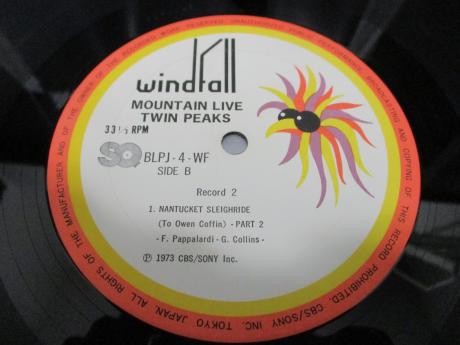 windfall
MOUNTAIN LIVE
TWIN PEAKS
33⅓ RPM
SQ BLPJ-4-WF
SIDE B
Record 2
1. NANTUCKET SLEIGHRIDE
(To Owen Coffin) - PART 2
- F. Pappalardi - G. Collins -
Ⓟ 1973 CBS/SONY Inc.
ALL RIGHTS OF THE MANUFACTURER AND OF THE OWNER OF THE RECORDED WORK RESERVED. UNAUTHORIZED PUBLIC PERFORMANCE, BROADCASTING AND COPYING OF THIS RECORD PROHIBITED. CBS/SONY INC. TOKYO JAPAN.